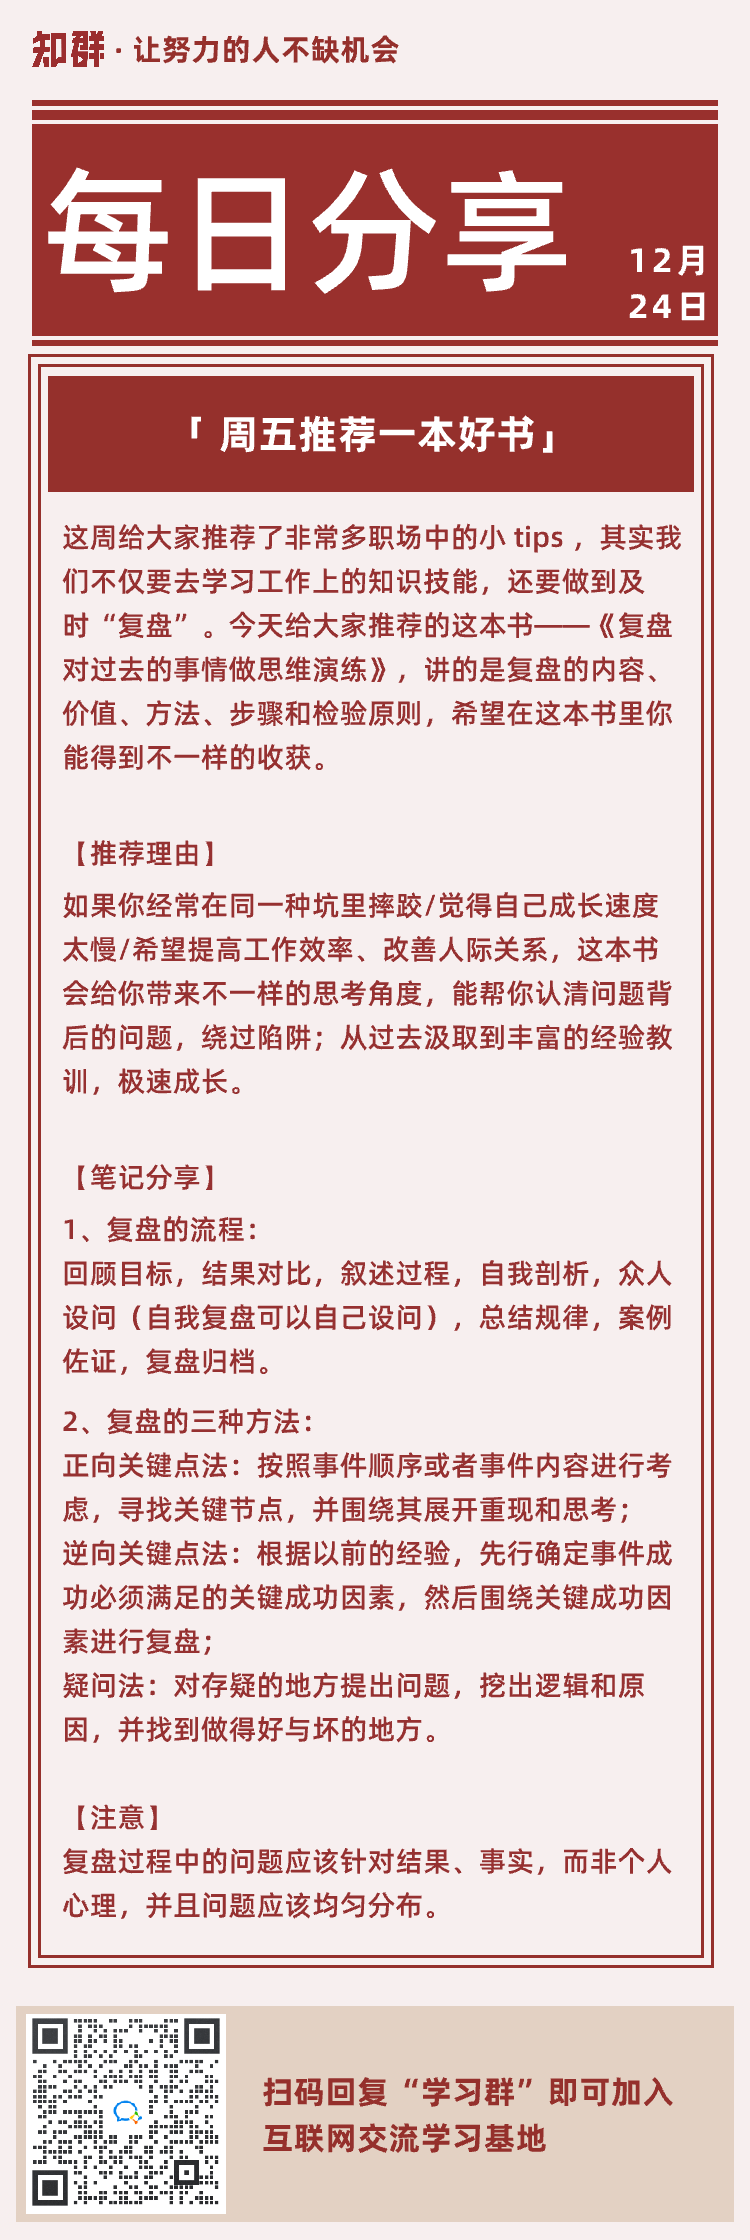 知群 · 让努力的人不缺机会
每日分享
12月
24日
「 周五推荐一本好书」
这周给大家推荐了非常多职场中的小 tips ，其实我
们不仅要去学习工作上的知识技能，还要做到及
时“复盘”。今天给大家推荐的这本书——《复盘
对过去的事情做思维演练》，讲的是复盘的内容、
价值、方法、步骤和检验原则，希望在这本书里你
能得到不一样的收获。
【推荐理由】
如果你经常在同一种坑里摔跤/觉得自己成长速度
太慢/希望提高工作效率、改善人际关系，这本书
会给你带来不一样的思考角度，能帮你认清问题背
后的问题，绕过陷阱；从过去汲取到丰富的经验教
训，极速成长。
【笔记分享】
1、复盘的流程：
回顾目标，结果对比，叙述过程，自我剖析，众人
设问（自我复盘可以自己设问），总结规律，案例
佐证，复盘归档。
2、复盘的三种方法：
正向关键点法：按照事件顺序或者事件内容进行考
虑，寻找关键节点，并围绕其展开重现和思考；
逆向关键点法：根据以前的经验，先行确定事件成
功必须满足的关键成功因素，然后围绕关键成功因
素进行复盘；
疑问法：对存疑的地方提出问题，挖出逻辑和原
因，并找到做得好与坏的地方。
【注意】
复盘过程中的问题应该针对结果、事实，而非个人
心理，并且问题应该均匀分布。
扫码回复“学习群”即可加入
互联网交流学习基地